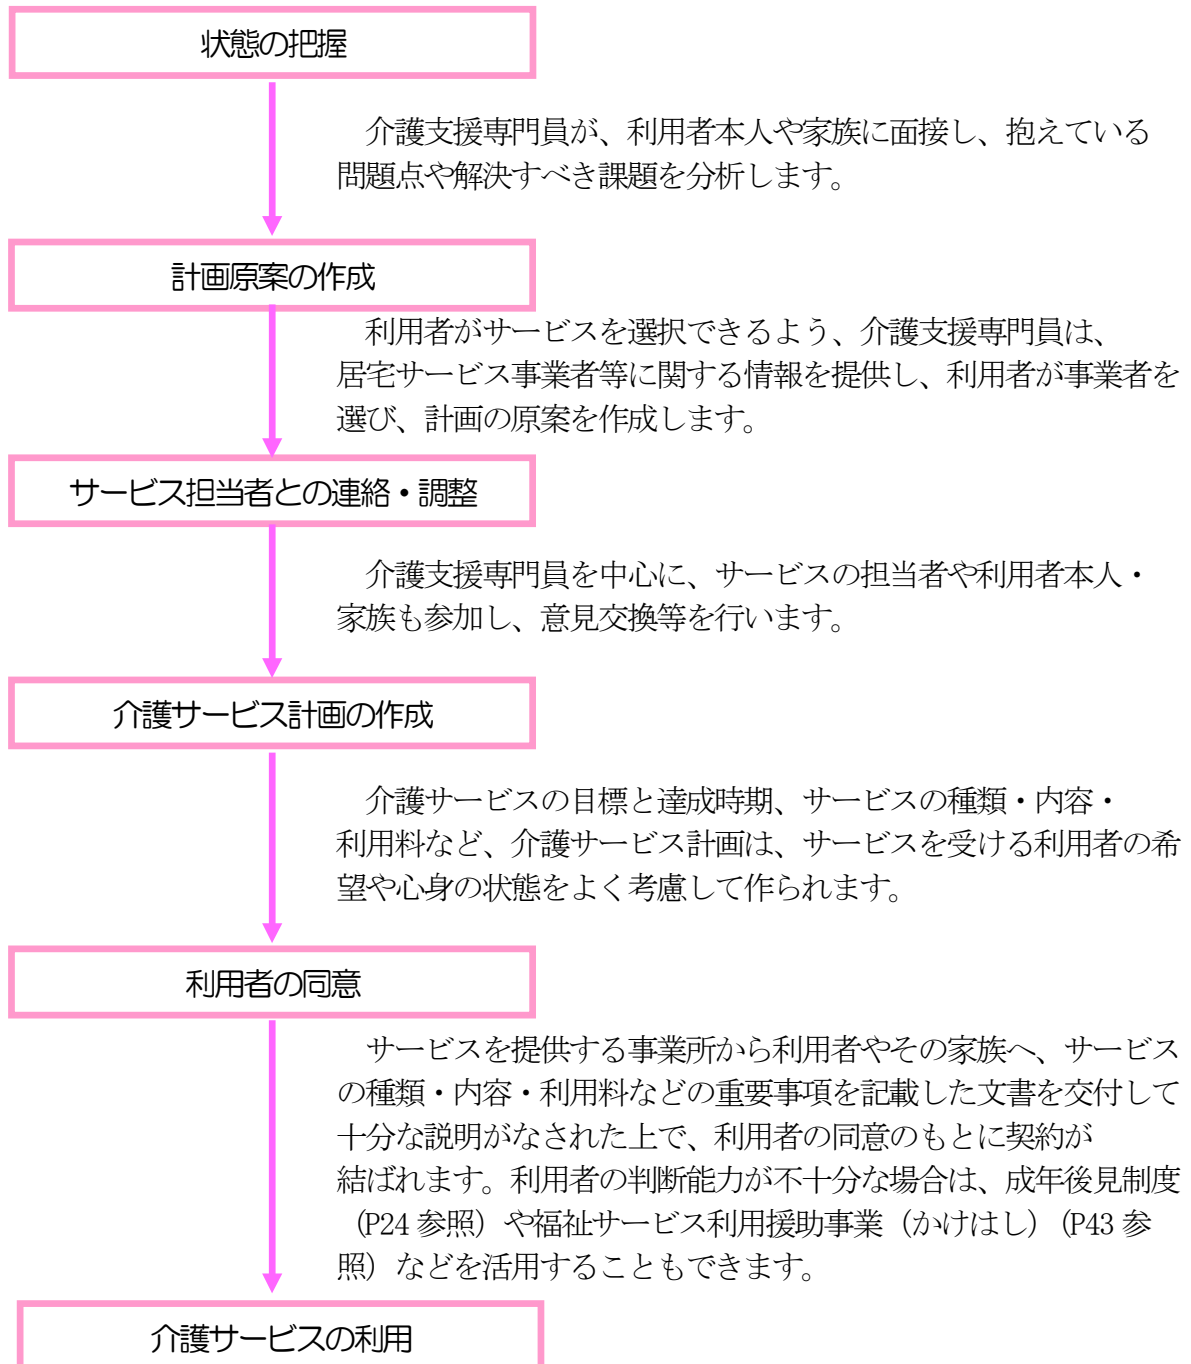 状態の把握
介護支援専門員が、利用者本人や家族に面接し、抱えている
問題点や解決すべき課題を分析します。
計画原案の作成
利用者がサービスを選択できるよう、介護支援専門員は、
居宅サービス事業者等に関する情報を提供し、利用者が事業者を
選び、計画の原案を作成します。
サービス担当者との連絡・調整
介護支援専門員を中心に、サービスの担当者や利用者本人・
家族も参加し、意見交換等を行います。
介護サービス計画の作成
介護サービスの目標と達成時期、サービスの種類・内容・
利用料など、介護サービス計画は、サービスを受ける利用者の希
望や心身の状態をよく考慮して作られます。
利用者の同意
サービスを提供する事業所から利用者やその家族へ、サービス
の種類・内容・利用料などの重要事項を記載した文書を交付して
十分な説明がなされた上で、利用者の同意のもとに契約が
結ばれます。利用者の判断能力が不十分な場合は、成年後見制度
（P24 参照）や福祉サービス利用援助事業（かけはし）（P43 参
照）などを活用することもできます。
介護サービスの利用